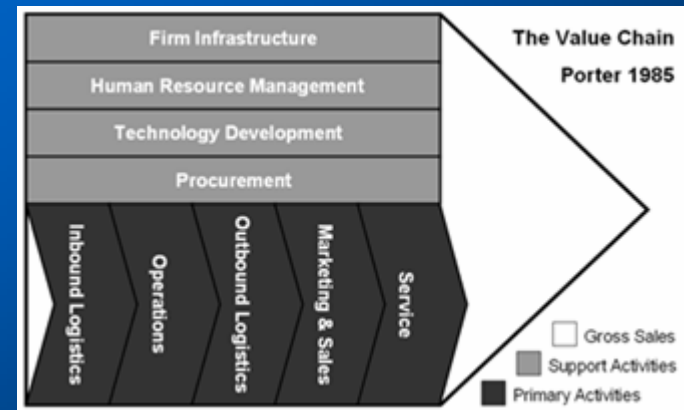 Firm Infrastructure
Human Resource Management
Technology Development
Procurement
Inbound Logistics
Operations
Outbound Logistics
Marketing & Sales
Service
The Value Chain
Porter 1985
Gross Sales
Support Activities
Primary Activities